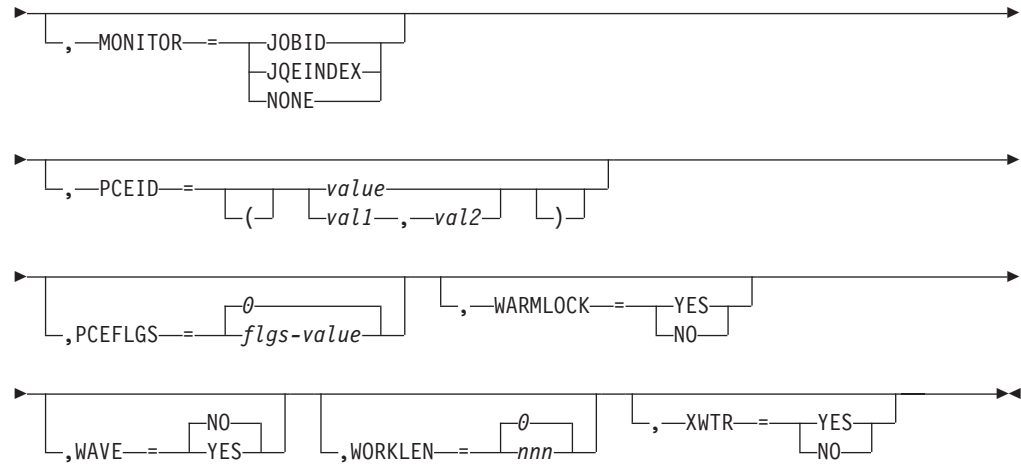 ,MONITOR=JOBID
JQEINDEX
NONE
,PCEID=(value)
val1,val2
0
,PCEFLGS=flgs-value
,WARMLOCK=YES
NO
NO
,WAVE=YES
0
,WORKLEN=nnn
,XWTR=YES
NO